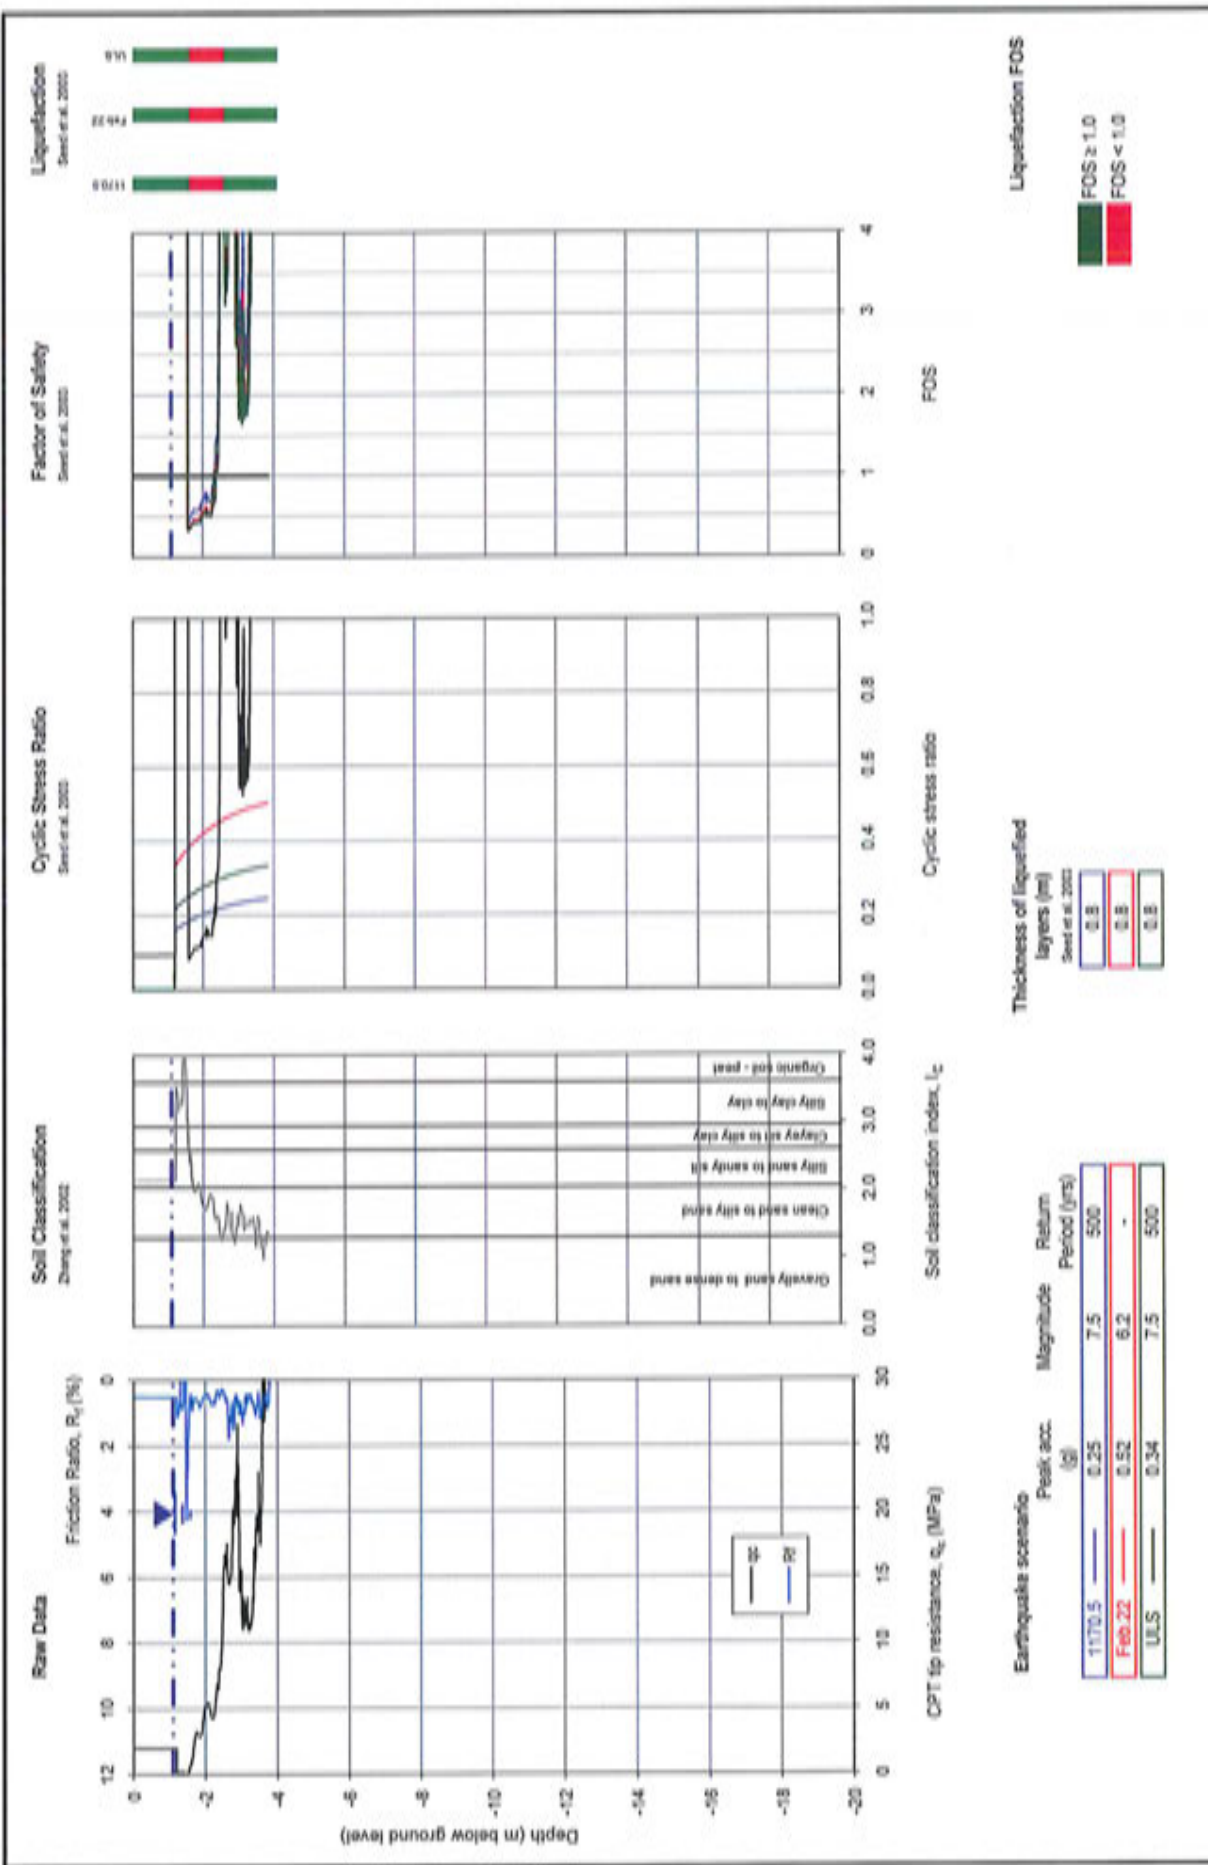 Raw Data
Friction Ratio, Rf (%)
12 10 8 6 4 2 0
0
-2
-4
-6
-8
-10
-12
-14
-16
-18
-20
Depth (m below ground level)
qc
Rf
0 5 10 15 20 25 30
CPT tip resistance, qc (MPa)
Soil Classification
Zhang et al. 2002
Gravelly sand to dense sand
Clean sand to silty sand
Silty sand to sandy silt
Clayey silt to silty clay
Silty clay to clay
Organic soil - peat
0.0 1.0 2.0 3.0 4.0
Soil classification index, Ic
Cyclic Stress Ratio
Seed et al. 2003
0.0 0.2 0.4 0.6 0.8 1.0
Cyclic stress ratio
Factor of Safety
Seed et al. 2003
0 1 2 3 4
FOS
Liquefaction
Seed et al. 2003
1170.5 Feb.22 ULS
Earthquake scenario
Peak acc. (g)
Magnitude
Return Period (yrs)
1170.5 0.25 7.5 500
Feb.22 0.52 6.2 -
ULS 0.34 7.5 500
Thickness of liquefied
layers (m)
Seed et al. 2003
0.8
0.8
0.8
Liquefaction FOS
FOS ≥ 1.0
FOS < 1.0